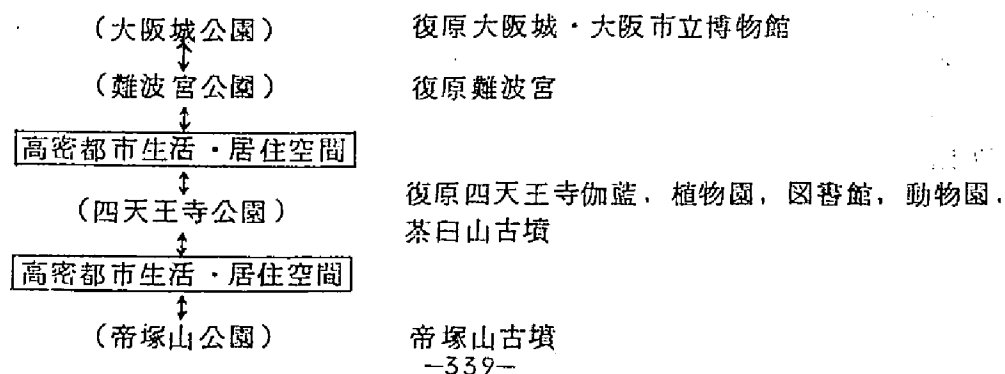 （大阪城公園） 復原大阪城・大阪市立博物館
（難波宮公園） 復原難波宮
高密都市生活・居住空間
（四天王寺公園） 復原四天王寺伽藍，植物園，図書館，動物園，
茶臼山古墳
高密都市生活・居住空間
（帝塚山公園） 帝塚山古墳
—339—